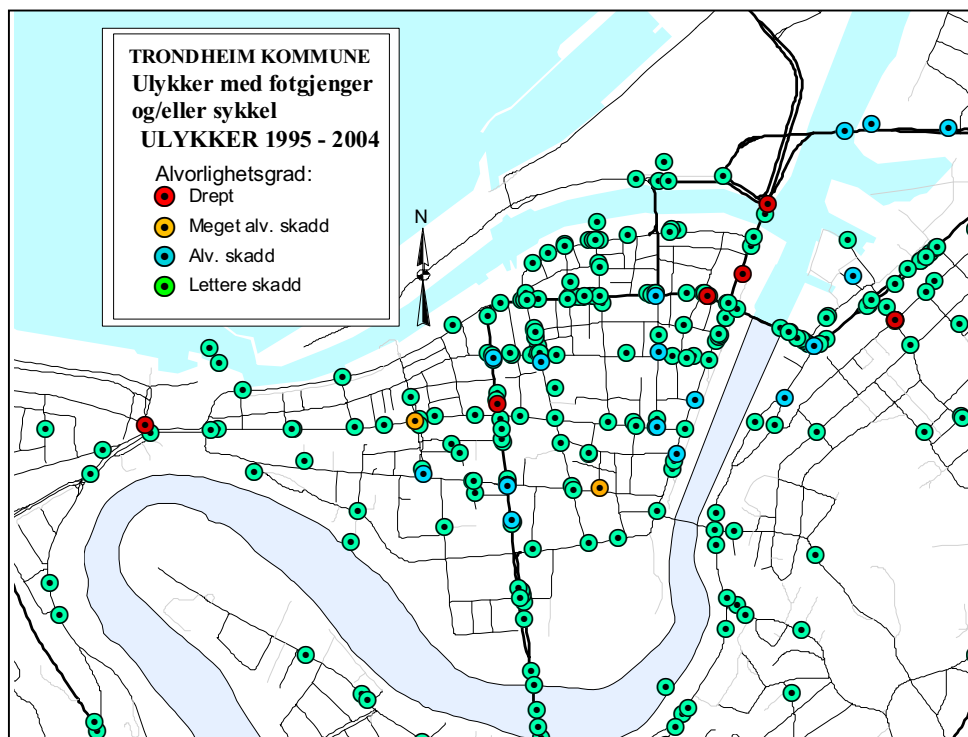 TRONDHEIM KOMMUNE
Ulykker med fotgjenger
og/eller sykkel
ULYKKER 1995 - 2004
Alvorlighetsgrad:
Drept
Meget alv. skadd
Alv. skadd
Lettere skadd
N